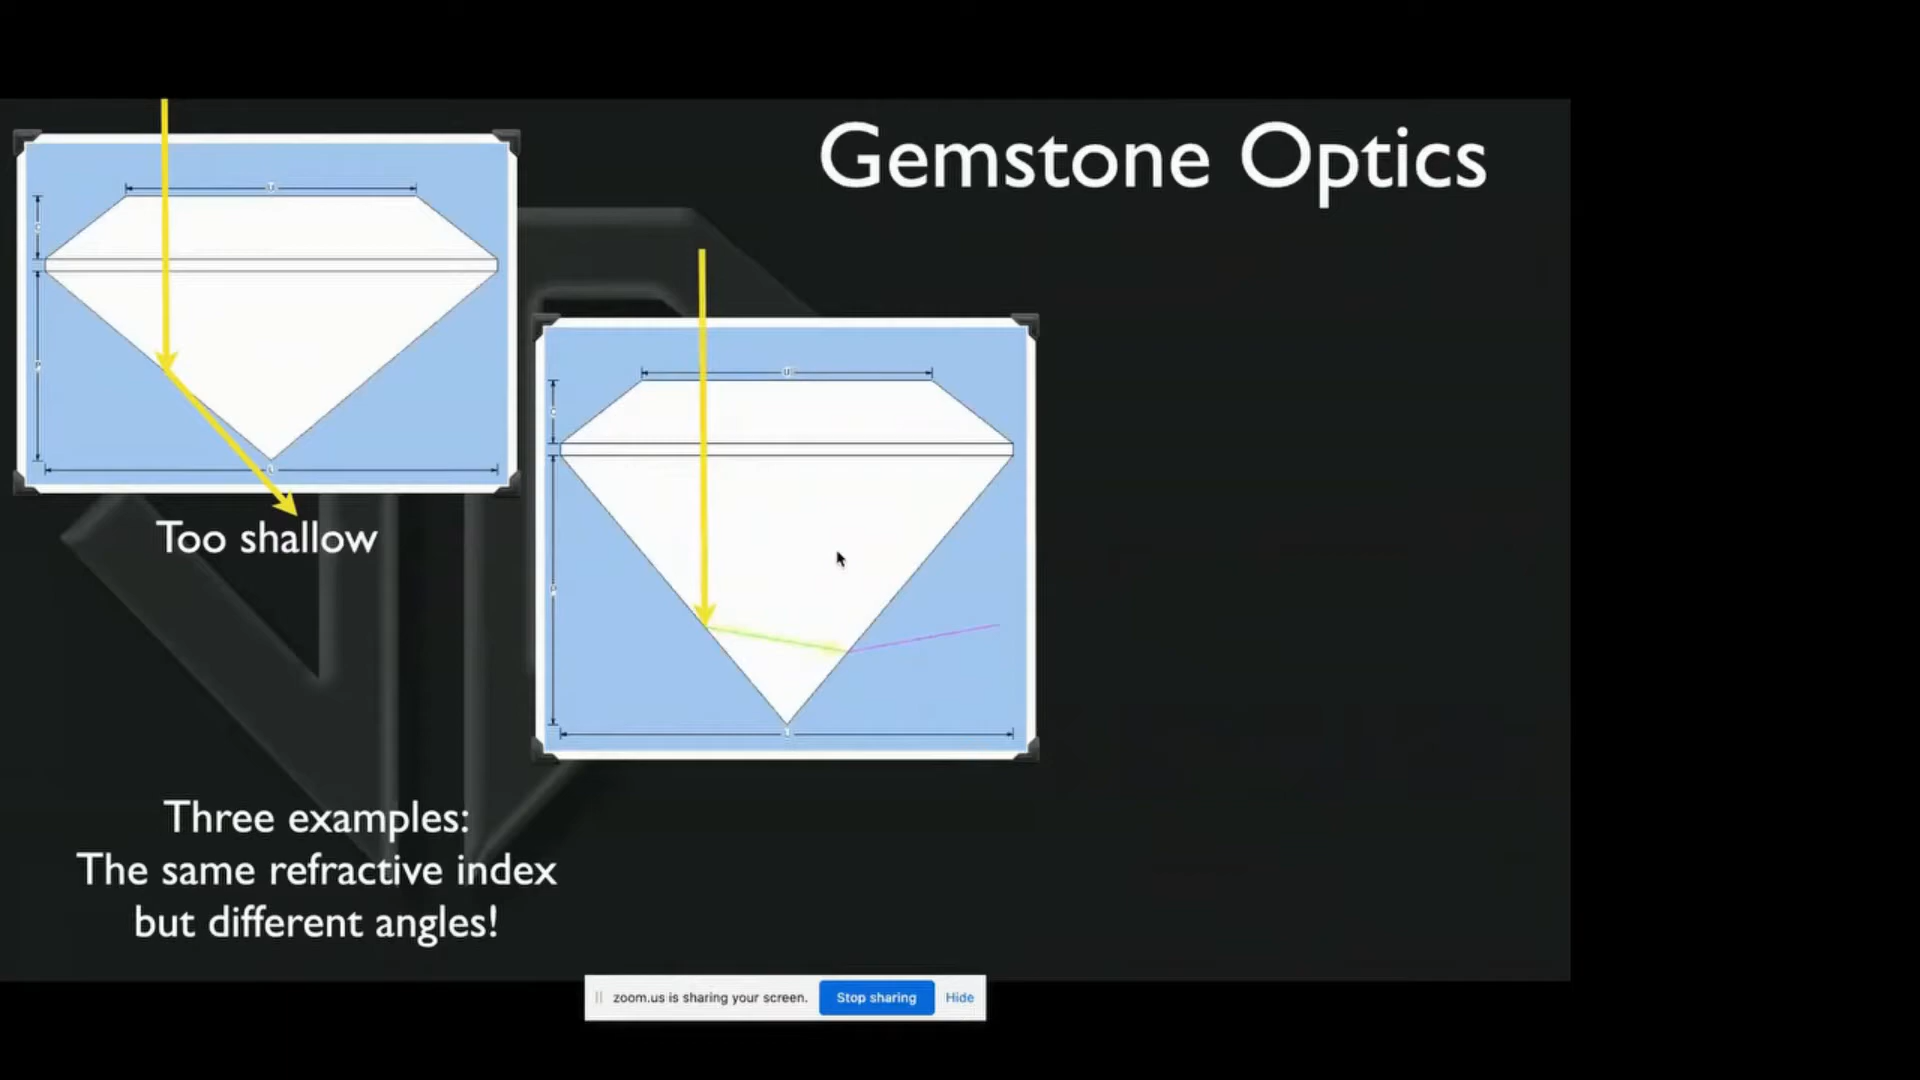 Gemstone Optics
Too shallow
Three examples:
The same refractive index
but different angles!
zoom.us is sharing your screen.
Stop sharing
Hide